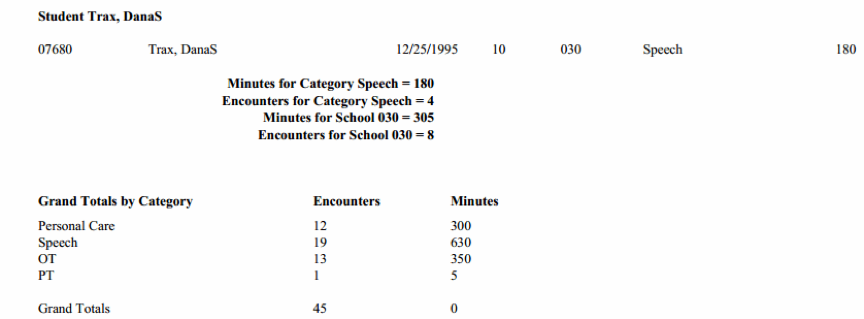 Student Trax, DanaS
07680 Trax, DanaS 12/25/1995 10 030 Speech 180
Minutes for Category Speech = 180
Encounters for Category Speech = 4
Minutes for School 030 = 305
Encounters for School 030 = 8
Grand Totals by Category Encounters Minutes
Personal Care 12 300
Speech 19 630
OT 13 350
PT 1 5
Grand Totals 45 0